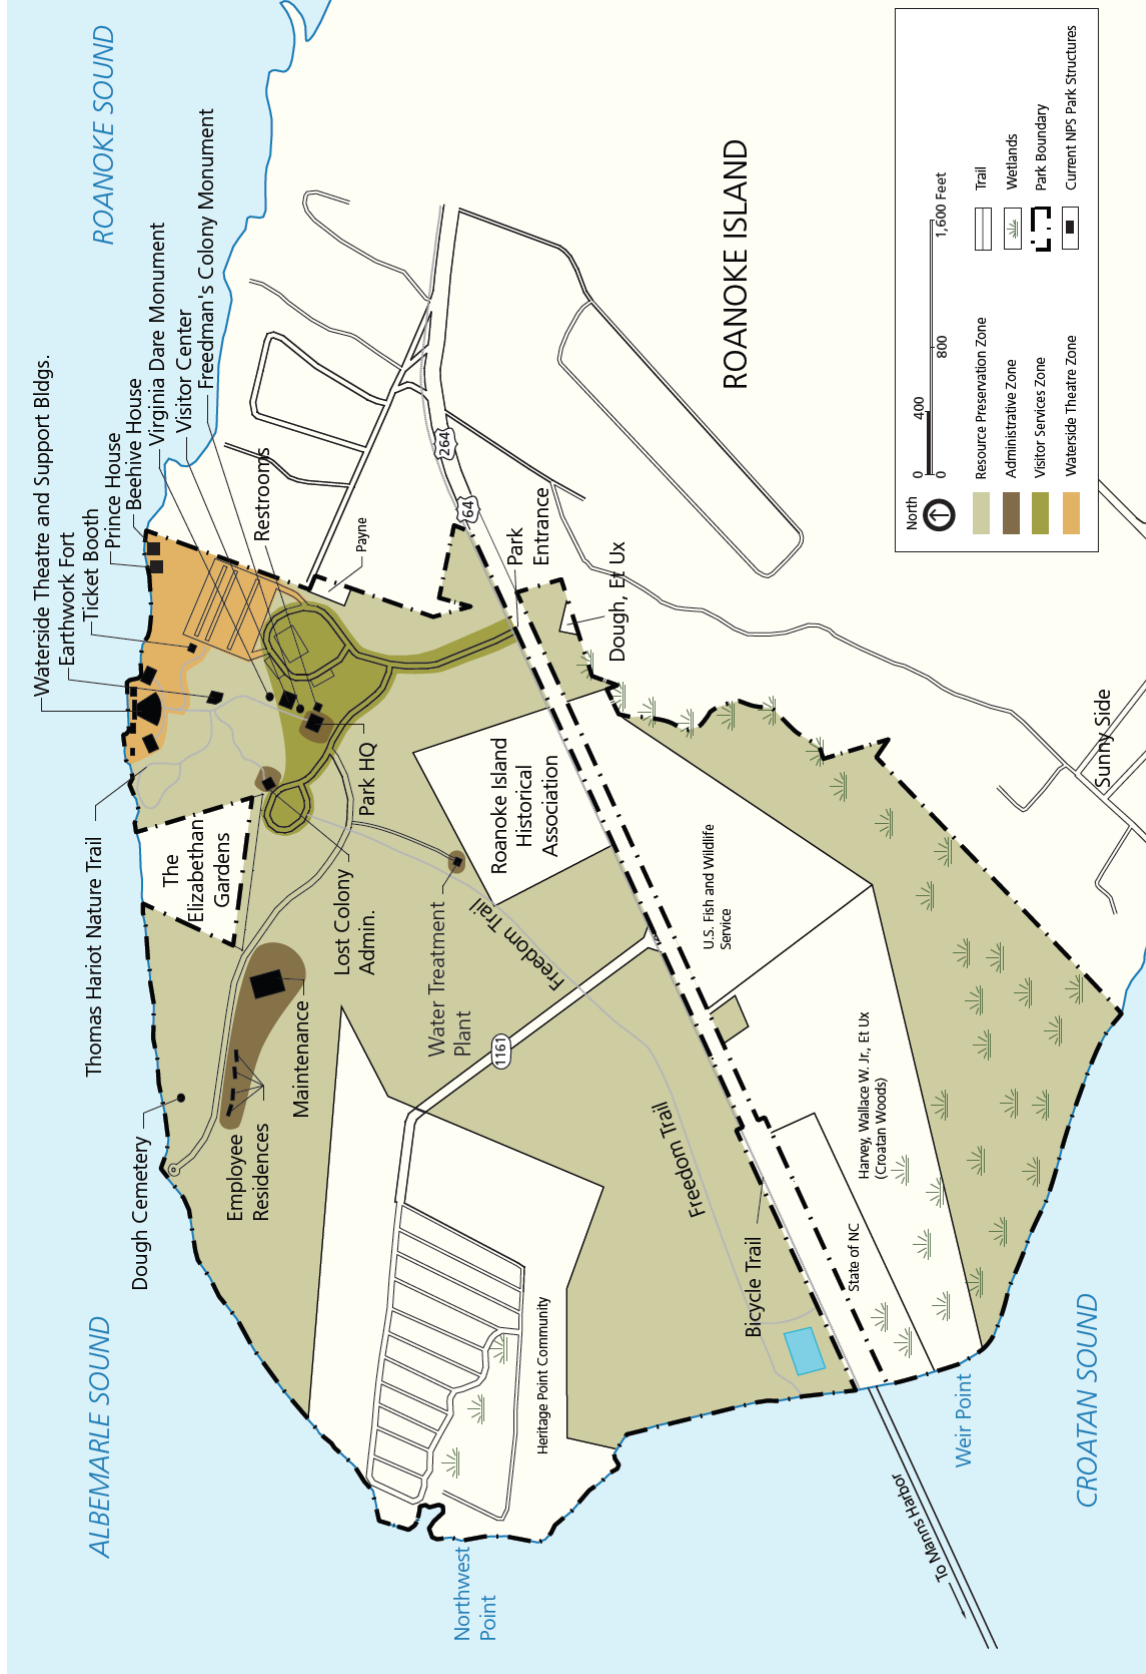 ALBEMARLE SOUND
ROANOKE SOUND
Waterside Theatre and Support Bldgs.
Earthwork Fort
Ticket Booth
Prince House
Beehive House
Virginia Dare Monument
Visitor Center
Freedman's Colony Monument
Thomas Hariot Nature Trail
Dough Cemetery
The
Elizabethan
Gardens
Restrooms
Payne
Employee
Residences
Maintenance
Lost Colony
Admin.
Park HQ
Water Treatment
Plant
Freedom Trail
1161
264
64
Park
Entrance
Roanoke Island
Historical
Association
Dough, Et Ux
Northwest
Point
Heritage Point Community
Freedom Trail
Bicycle Trail
U.S. Fish and Wildlife
Service
ROANOKE ISLAND
State of NC
Harvey, Wallace W. Jr., Et Ux
(Croatan Woods)
To Manns Harbor
Weir Point
CROATAN SOUND
Sunny Side
North
0 400
0 800 1,600 Feet
Resource Preservation Zone
Administrative Zone
Visitor Services Zone
Waterside Theatre Zone
Trail
Wetlands
Park Boundary
Current NPS Park Structures